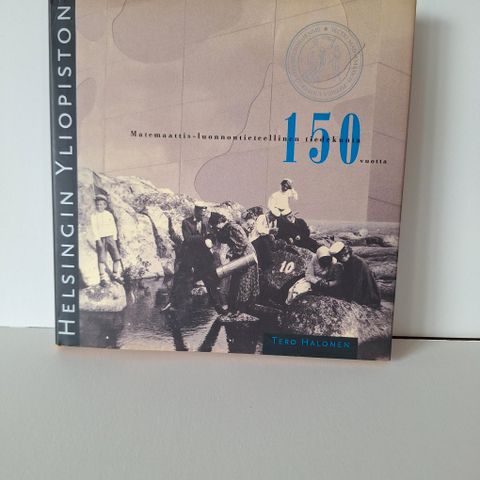 HELSINGIN YLIOPISTON
Matemaattis-luonnontieteellinen tiedekunta
150
vuotta
10
TERO HALONEN